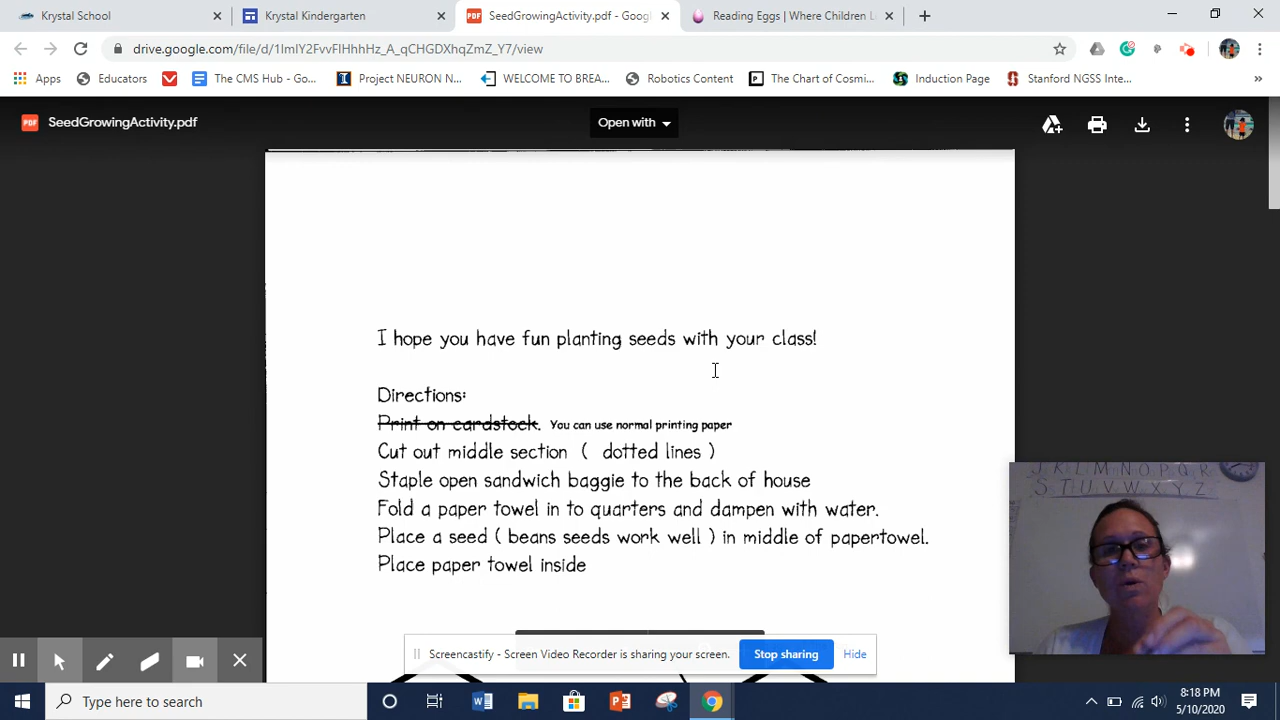 Krystal School
Krystal Kindergarten
SeedGrowingActivity.pdf - Goog
Reading Eggs | Where Children L
drive.google.com/file/d/1lmlY2FvvFlHhhHz_A_qCHGDXhqZmZ_Y7/view
Apps Educators The CMS Hub - Go... Project NEURON N... WELCOME TO BREA... Robotics Content The Chart of Cosmi... Induction Page Stanford NGSS Inte... »
PDF SeedGrowingActivity.pdf Open with
I hope you have fun planting seeds with your class!
Directions:
Print on cardstock. You can use normal printing paper
Cut out middle section ( dotted lines )
Staple open sandwich baggie to the back of house
Fold a paper towel in to quarters and dampen with water.
Place a seed ( beans seeds work well ) in middle of papertowel.
Place paper towel inside
J K L M N O P Q R
S T U V W X Y Z
Screencastify - Screen Video Recorder is sharing your screen. Stop sharing Hide
Type here to search
8:18 PM
5/10/2020